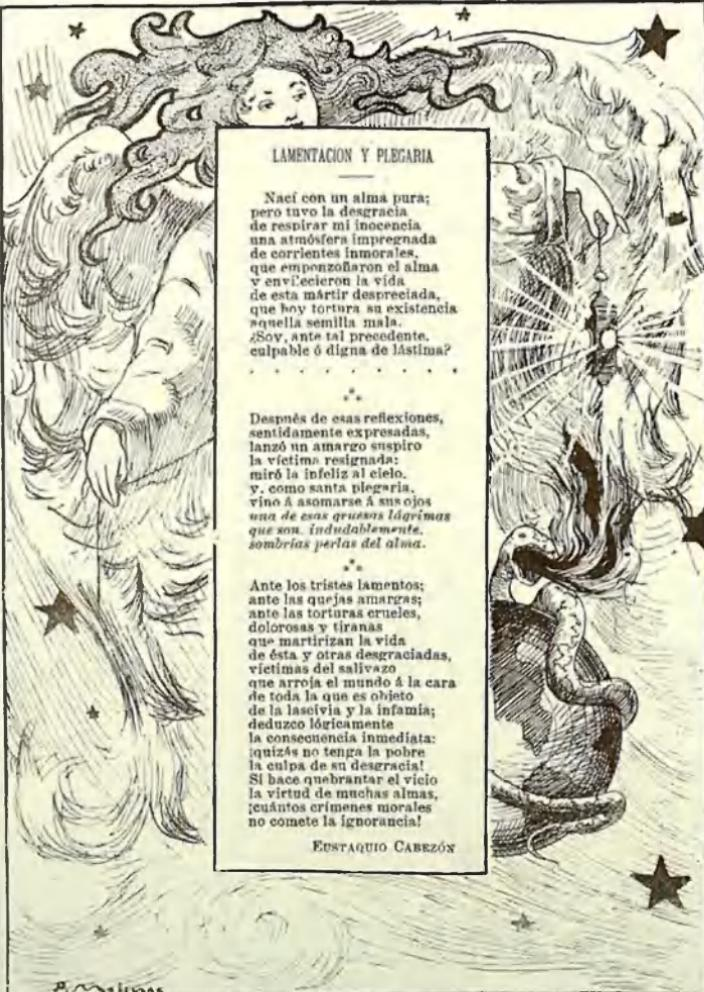 LAMENTACION Y PLEGARIA
Nací con un alma pura;
pero tuvo la desgracia
de respirar mi inocencia
una atmósfera impregnada
de corrientes inmorales,
que emponzoñaron el alma
y envilecieron la vida
de esta mártir despreciada,
que hoy tortura su existencia
aquella semilla mala.
¿Soy, ante tal precedente,
culpable ó digna de lástima?
Después de esas reflexiones,
sentidamente expresadas,
lanzó un amargo suspiro
la víctima resignada;
miró la infeliz al cielo,
y, como santa plegaria,
vino á asomarse á sus ojos
una de esas gruesas lágrimas
que son, indudablemente,
sombrías perlas del alma.
Ante los tristes lamentos;
ante las quejas amargas;
ante las torturas crueles,
dolorosas y tiranas
que martirizan la vida
de ésta y otras desgraciadas,
víctimas del salivazo
que arroja el mundo á la cara
de toda la que es objeto
de la lascivia y la infamia;
deduzco lógicamente
la consecuencia inmediata:
¡quizás no tenga la pobre
la culpa de su desgracia!
Si hace quebrantar el vicio
la virtud de muchas almas,
¡cuántos crímenes morales
no comete la ignorancia!
EUSTAQUIO CABEZÓN